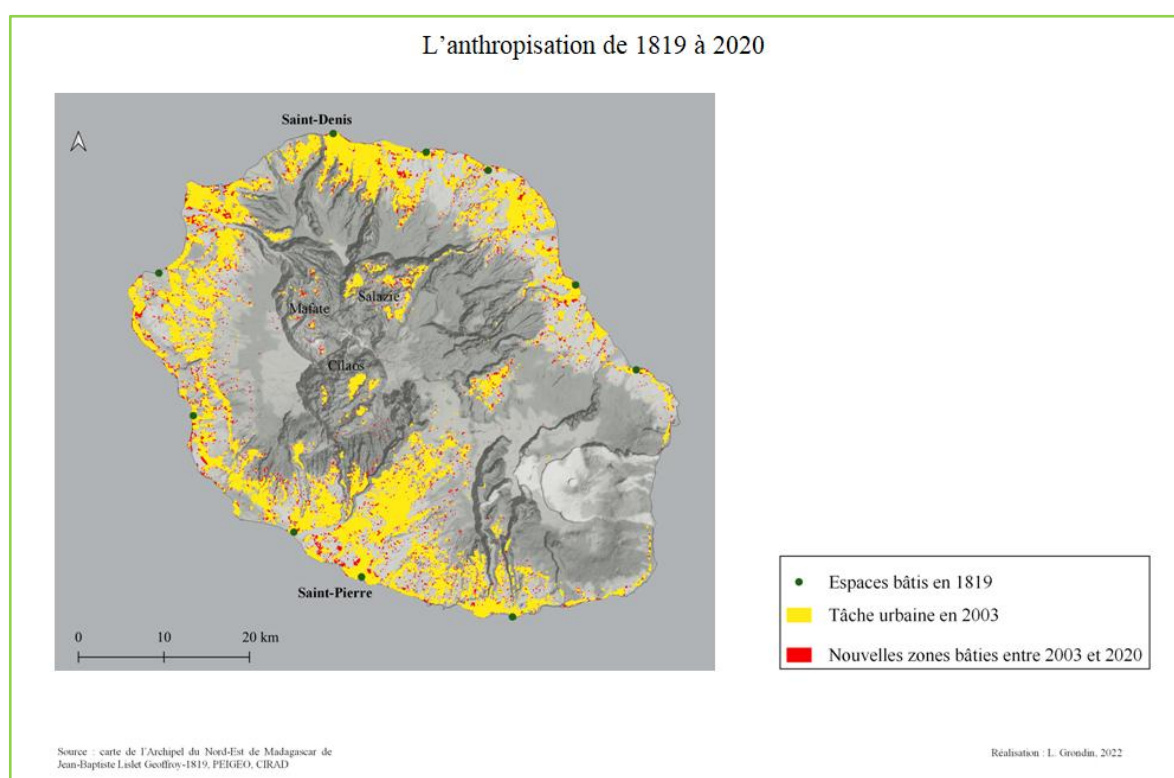 L'anthropisation de 1819 à 2020
Saint-Denis
Mafate
Salazie
Cilaos
Saint-Pierre
0 10 20 km
Espaces bâtis en 1819
Tâche urbaine en 2003
Nouvelles zones bâties entre 2003 et 2020
Source : carte de l'Archipel du Nord-Est de Madagascar de
Jean-Baptiste Lislet Geoffroy-1819, PEIGEO, CIRAD
Réalisation : L. Grondin, 2022